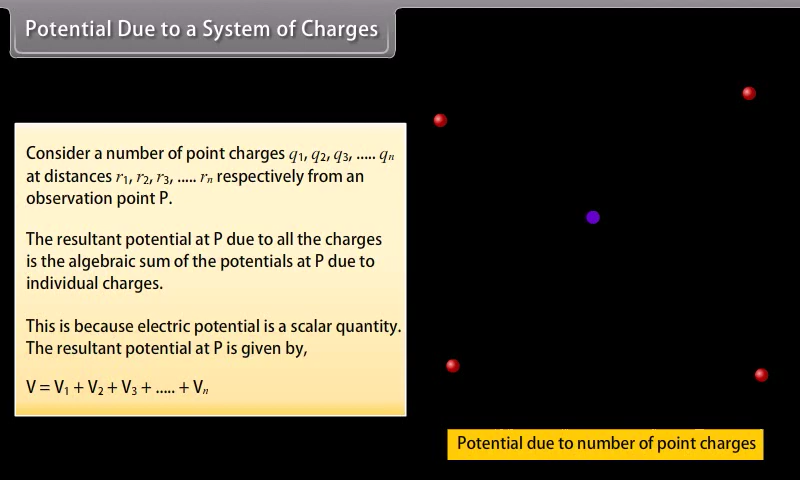 Potential Due to a System of Charges
Consider a number of point charges q₁, q₂, q₃, ..... qₙ
at distances r₁, r₂, r₃, ..... rₙ respectively from an
observation point P.
The resultant potential at P due to all the charges
is the algebraic sum of the potentials at P due to
individual charges.
This is because electric potential is a scalar quantity.
The resultant potential at P is given by,
V = V₁ + V₂ + V₃ + ..... + Vₙ
Potential due to number of point charges